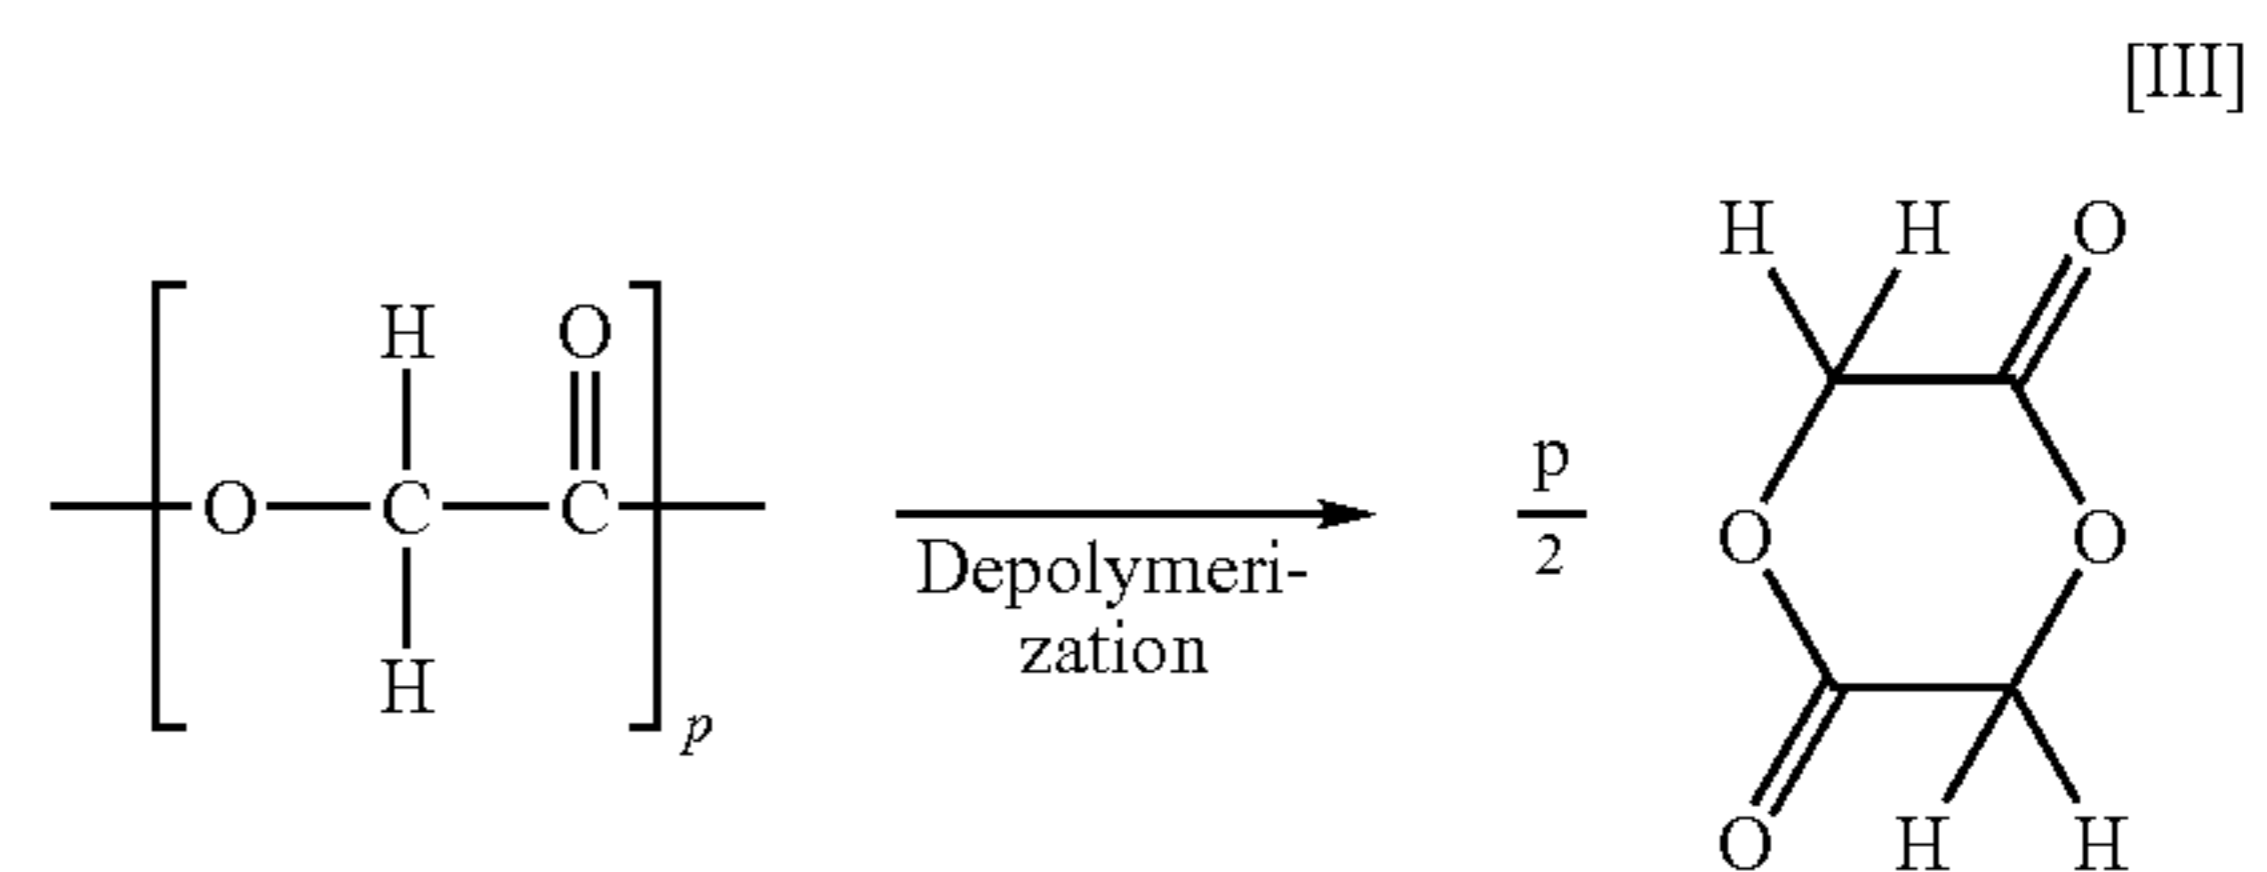 [III]
H H O
H O
O C C
H
p
Depolymeri-
zation
p
2
O O
O H H